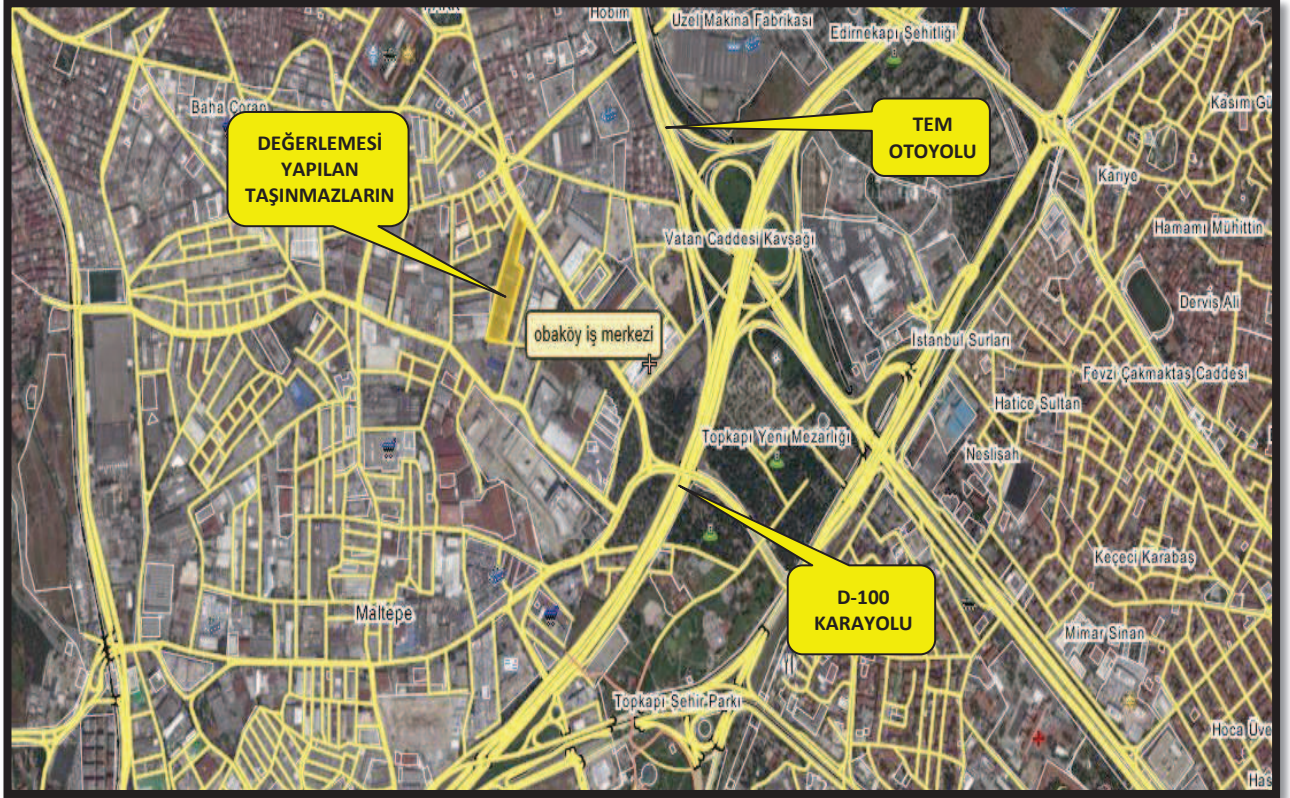 Hobim
Uzel Makina Fabrikası
Edirnekapı Şehitliği
Baha Çoran
Kasım Gü
DEĞERLEMESİ
YAPILAN
TAŞINMAZLARIN
TEM
OTOYOLU
Kariye
Hamamı Muhittin
Vatan Caddesi Kavşağı
Derviş Ali
obaköy iş merkezi
İstanbul Surları
Fevzi Çakmaktaş Caddesi
Hatice Sultan
Topkapı Yeni Mezarlığı
Neslişah
Keçeci Karabaş
D-100
KARAYOLU
Maltepe
Mimar Sinan
Topkapı Şehir Parkı
Hoca Üve
Has